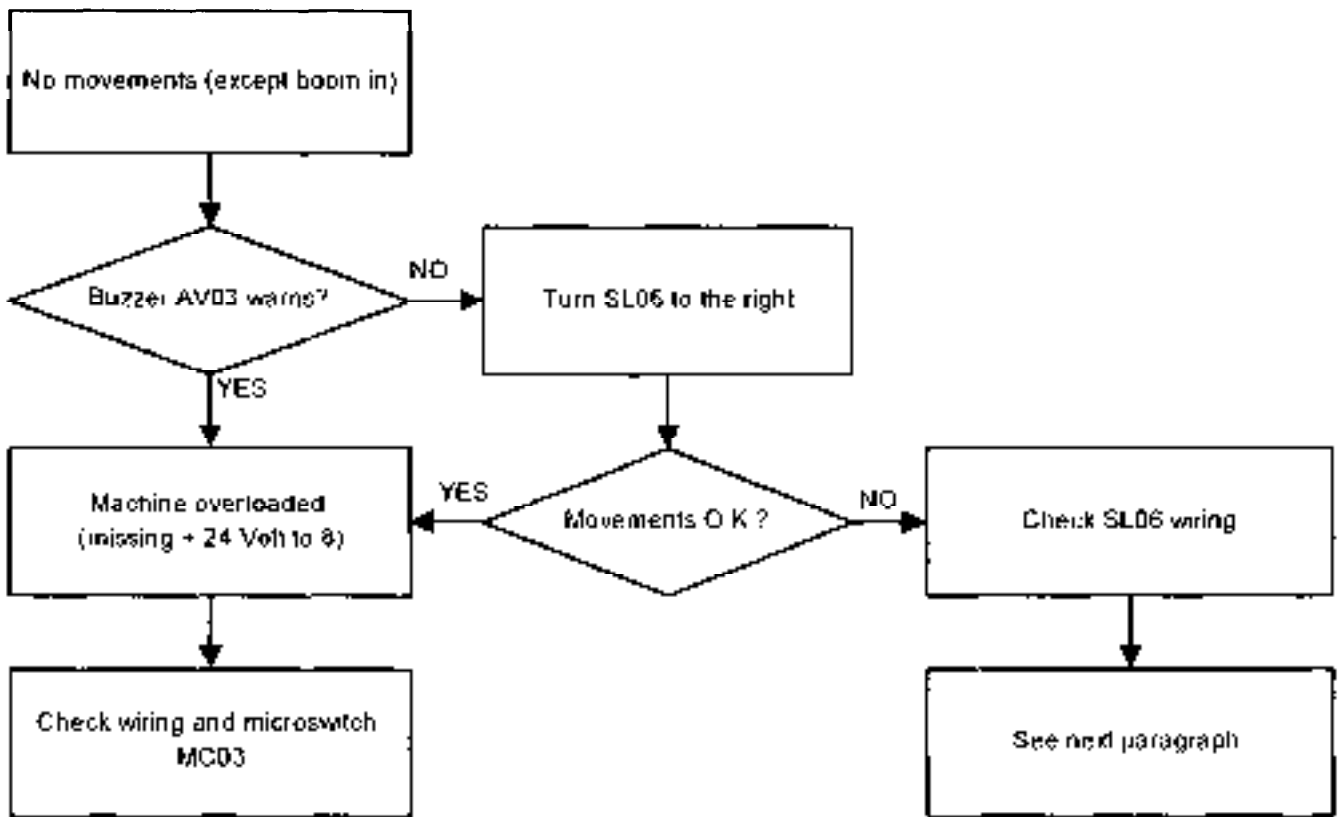 No movements (except boom in)
Buzzer AV03 warns?
NO
Turn SL06 to the right
YES
Machine overloaded
(missing + 24 Volt to 8)
YES
Movements O K ?
NO
Check SL06 wiring
Check wiring and microswitch
MC03
See next paragraph